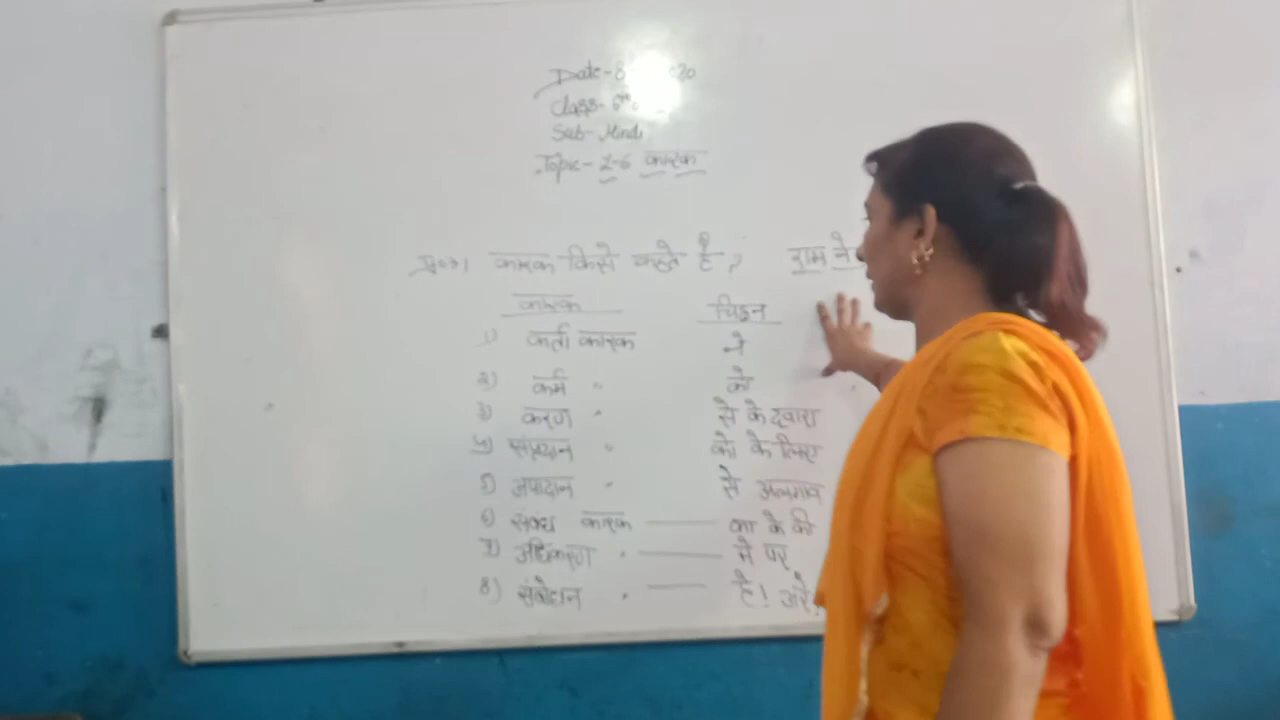 Date-8 2020
Class- 6th
Sub- Hindi
Topic- 2-6 कारक
प्र०1 कारक किसे कहते हैं? राम ने
कारक चिह्न
1) कर्ता कारक ने
2) कर्म " को
3) करण " से के द्वारा
4) संप्रदान " को के लिए
5) अपादान " से अलगाव
6) संबंध कारक — का के की
7) अधिकरण " — में पर
8) संबोधन " — हे! अरे!